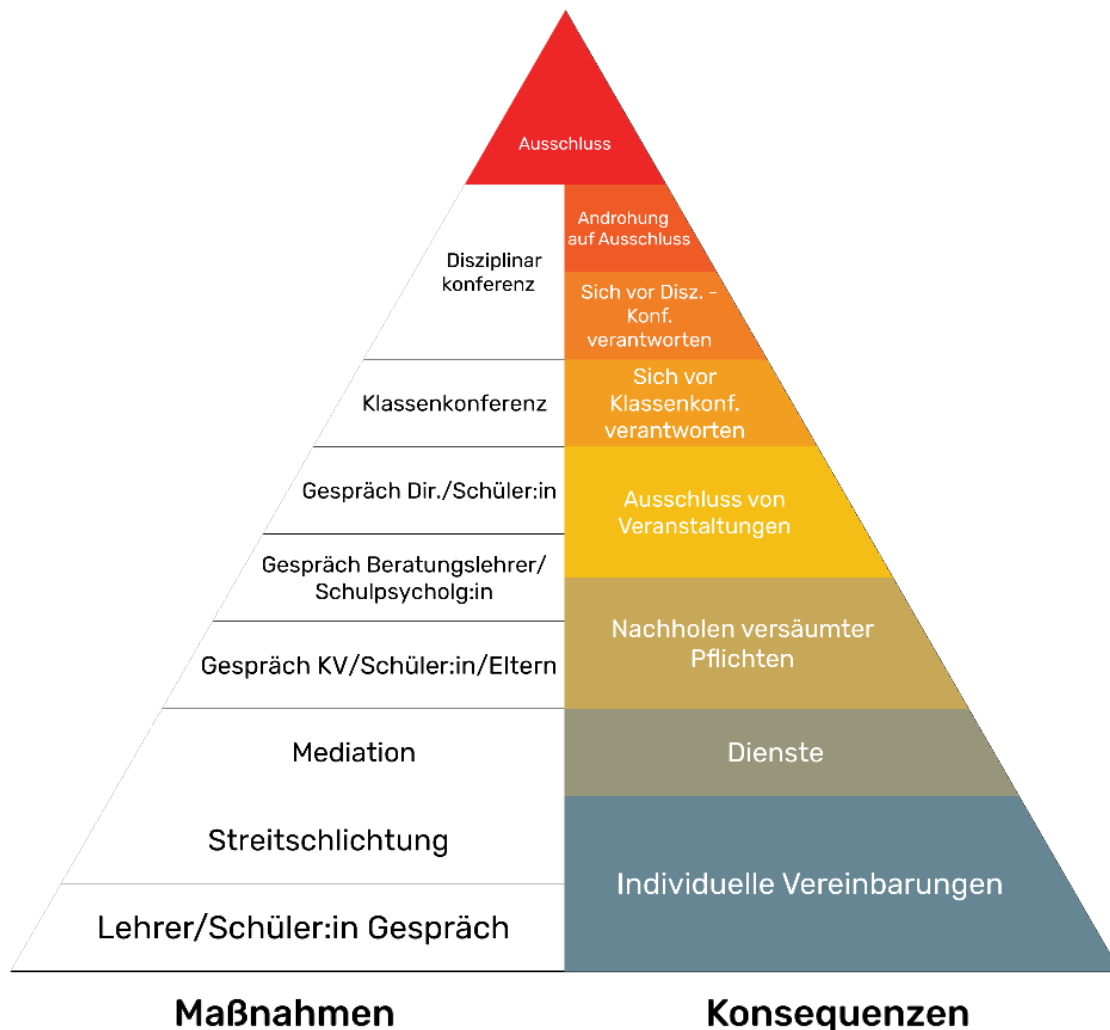 Ausschluss
Androhung
auf Ausschluss
Disziplinar
konferenz
Sich vor Disz. -
Konf.
verantworten
Klassenkonferenz
Sich vor
Klassenkonf.
verantworten
Gespräch Dir./Schüler:in
Ausschluss von
Veranstaltungen
Gespräch Beratungslehrer/
Schulpsycholg:in
Nachholen versäumter
Pflichten
Gespräch KV/Schüler:in/Eltern
Mediation
Dienste
Streitschlichtung
Individuelle Vereinbarungen
Lehrer/Schüler:in Gespräch
Maßnahmen
Konsequenzen